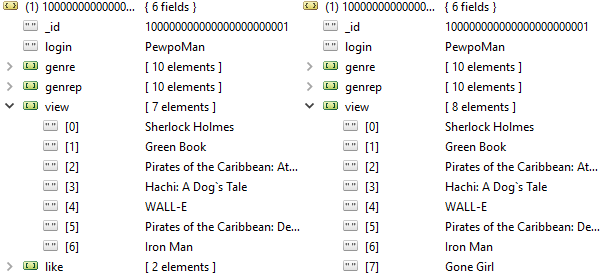 (1) 10000000000000... { 6 fields }
_id 100000000000000000000001
login PewpoMan
genre [ 10 elements ]
genrep [ 10 elements ]
view [ 7 elements ]
[0] Sherlock Holmes
[1] Green Book
[2] Pirates of the Caribbean: At...
[3] Hachi: A Dog`s Tale
[4] WALL-E
[5] Pirates of the Caribbean: De...
[6] Iron Man
like [ 2 elements ]
(1) 10000000000000... { 6 fields }
_id 100000000000000000000001
login PewpoMan
genre [ 10 elements ]
genrep [ 10 elements ]
view [ 8 elements ]
[0] Sherlock Holmes
[1] Green Book
[2] Pirates of the Caribbean: At...
[3] Hachi: A Dog`s Tale
[4] WALL-E
[5] Pirates of the Caribbean: De...
[6] Iron Man
[7] Gone Girl